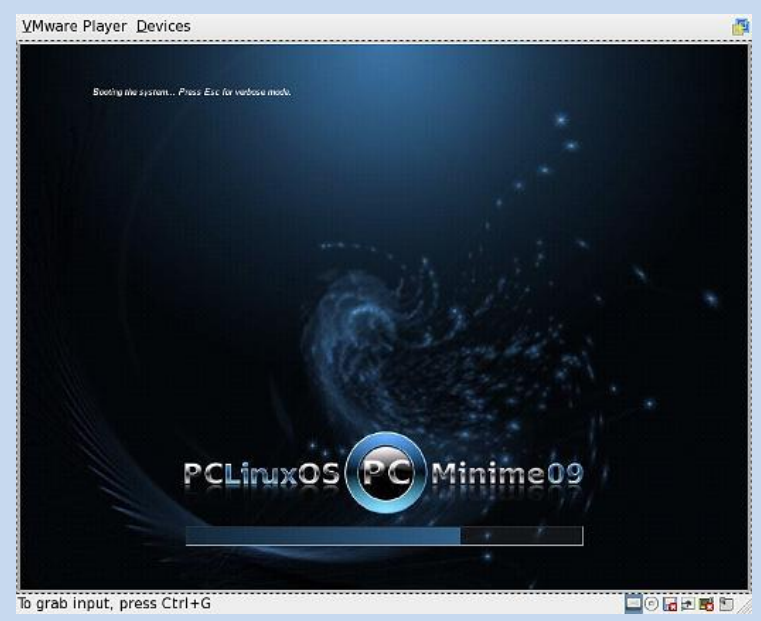 VMware Player Devices
Booting the system... Press Esc for verbose mode.
PCLinuxOS PC Minime09
To grab input, press Ctrl+G